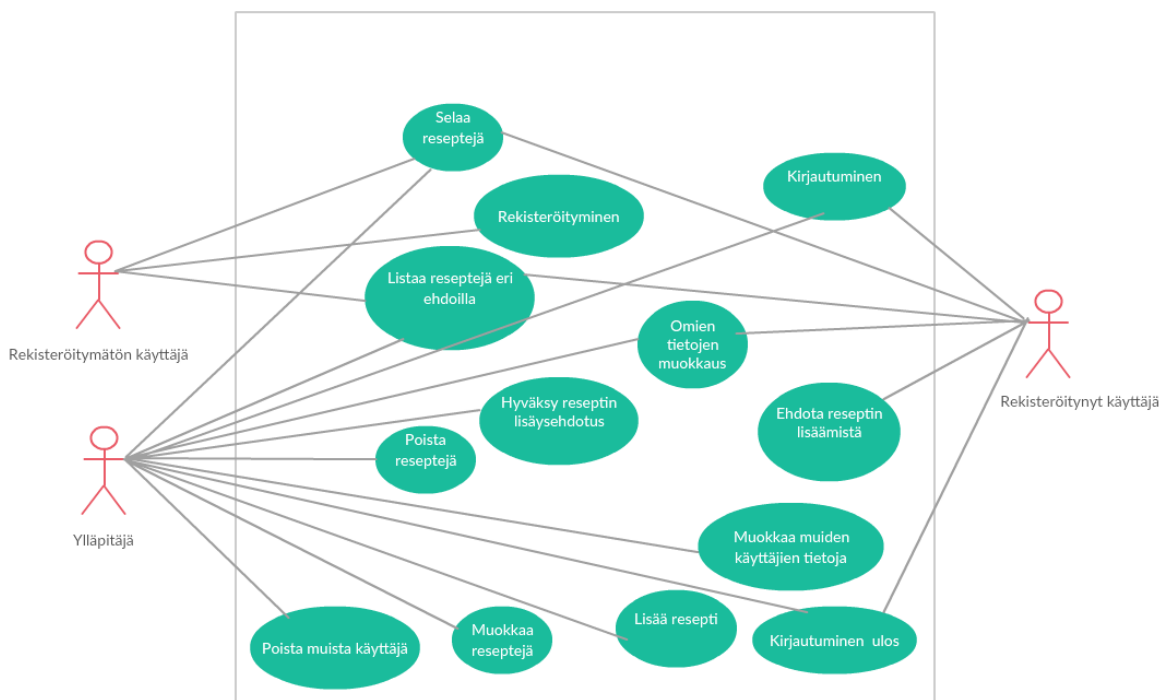 Selaa
reseptejä
Kirjautuminen
Rekisteröityminen
Listaa reseptejä eri
ehdoilla
Omien
tietojen
muokkaus
Rekisteröitymätön käyttäjä
Rekisteröitynyt käyttäjä
Hyväksy reseptin
lisäysehdotus
Ehdota reseptin
lisäämistä
Poista
reseptejä
Ylläpitäjä
Muokkaa muiden
käyttäjien tietoja
Poista muista käyttäjä
Muokkaa
reseptejä
Lisää resepti
Kirjautuminen ulos